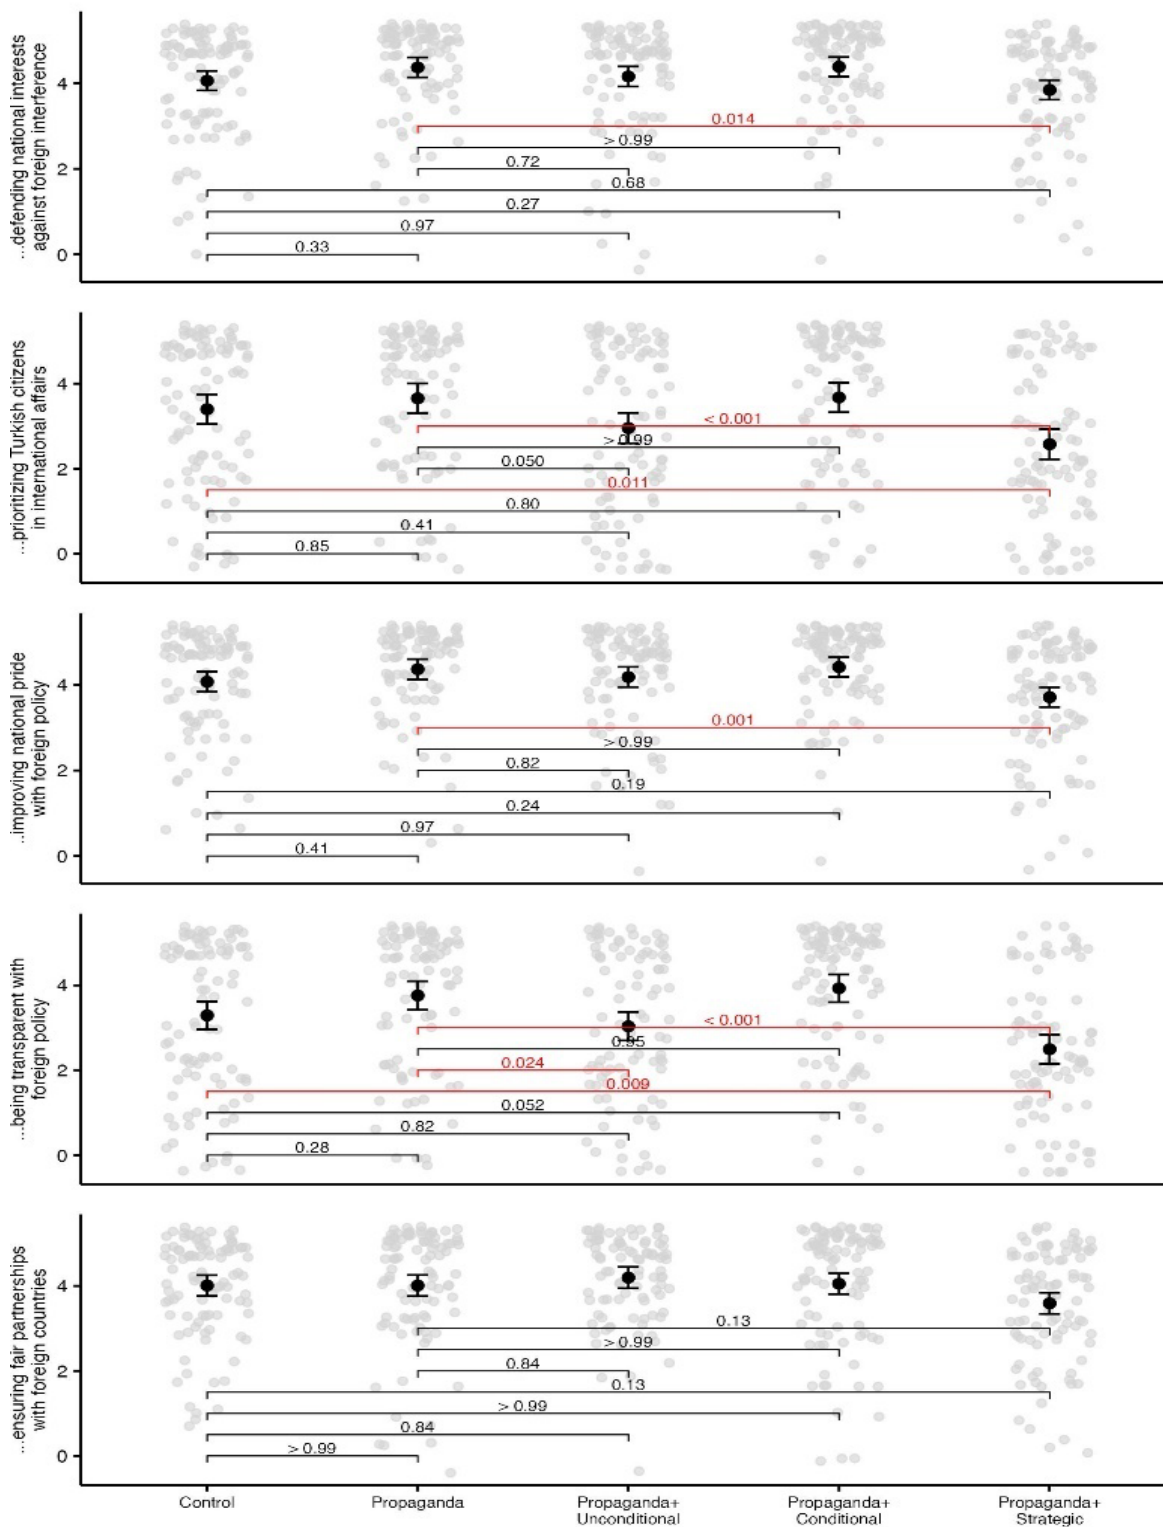 ...defending national interests
against foreign interference
4
2
0
0.014
> 0.99
0.72
0.68
0.27
0.97
0.33
...prioritizing Turkish citizens
in international affairs
4
2
0
< 0.001
> 0.99
0.050
0.011
0.80
0.41
0.85
..improving national pride
with foreign policy
4
2
0
0.001
> 0.99
0.82
0.19
0.24
0.97
0.41
...being transparent with
foreign policy
4
2
0
< 0.001
0.95
0.024
0.009
0.052
0.82
0.28
...ensuring fair partnerships
with foreign countries
4
2
0
0.13
> 0.99
0.84
0.13
> 0.99
0.84
> 0.99
Control
Propaganda
Propaganda+
Unconditional
Propaganda+
Conditional
Propaganda+
Strategic